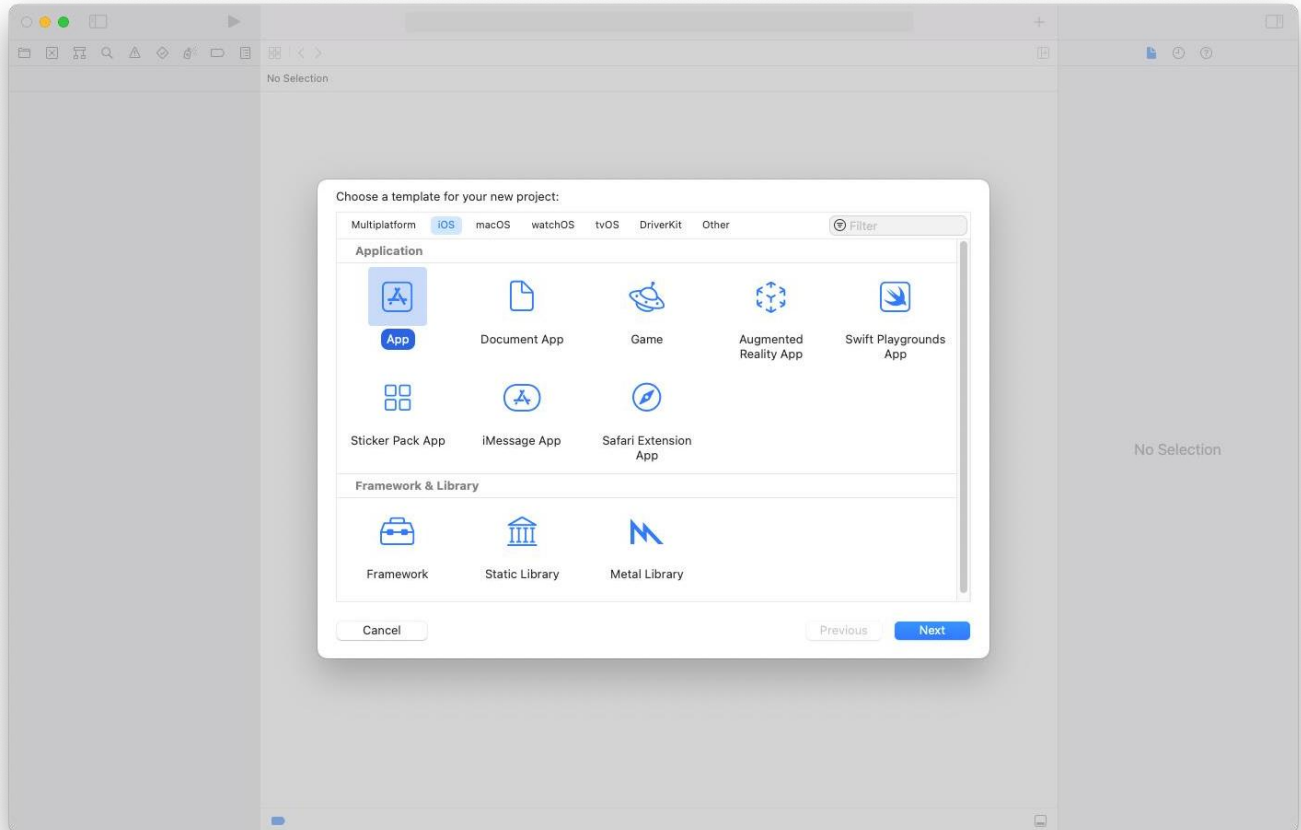 No Selection
Choose a template for your new project:
Multiplatform iOS macOS watchOS tvOS DriverKit Other Filter
Application
App Document App Game Augmented Reality App Swift Playgrounds App
Sticker Pack App iMessage App Safari Extension App
No Selection
Framework & Library
Framework Static Library Metal Library
Cancel Previous Next